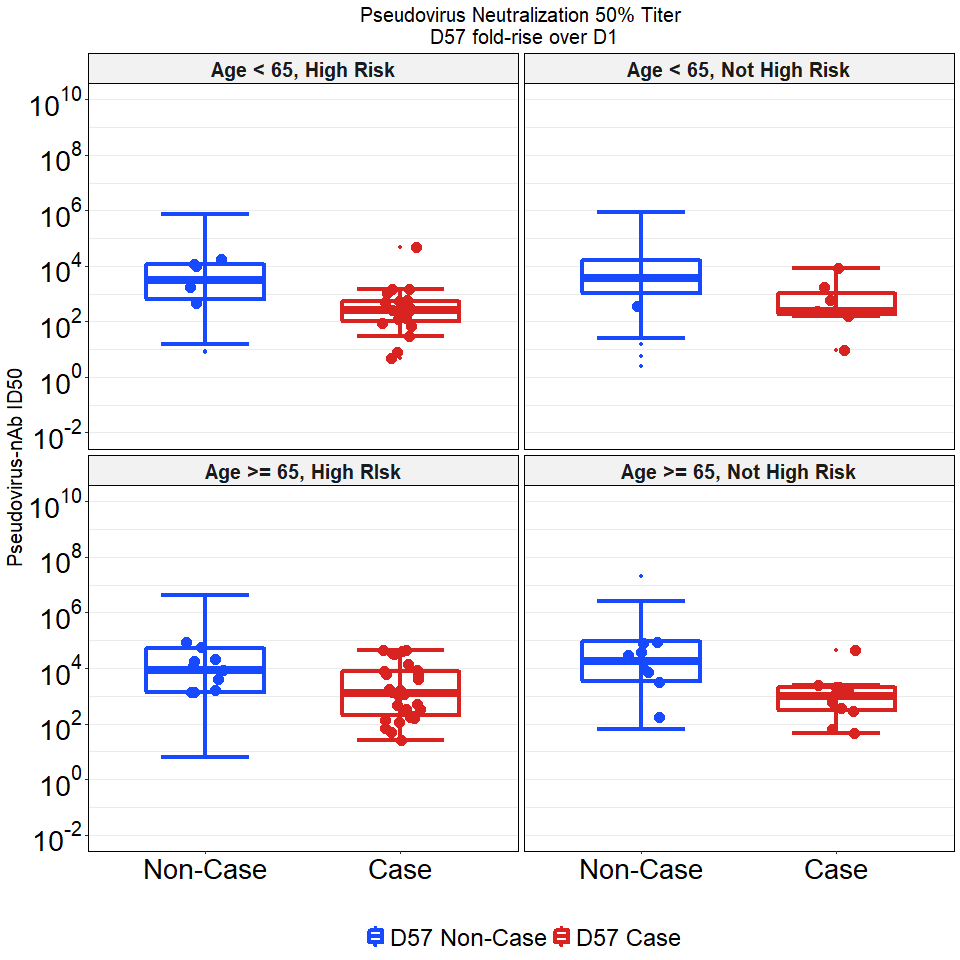 Pseudovirus Neutralization 50% Titer
D57 fold-rise over D1
Pseudovirus-nAb ID50
Age < 65, High Risk
Age < 65, Not High Risk
10^10
10^8
10^6
10^4
10^2
10^0
10^-2
Age >= 65, High RIsk
Age >= 65, Not High Risk
10^10
10^8
10^6
10^4
10^2
10^0
10^-2
Non-Case Case Non-Case Case
D57 Non-Case D57 Case